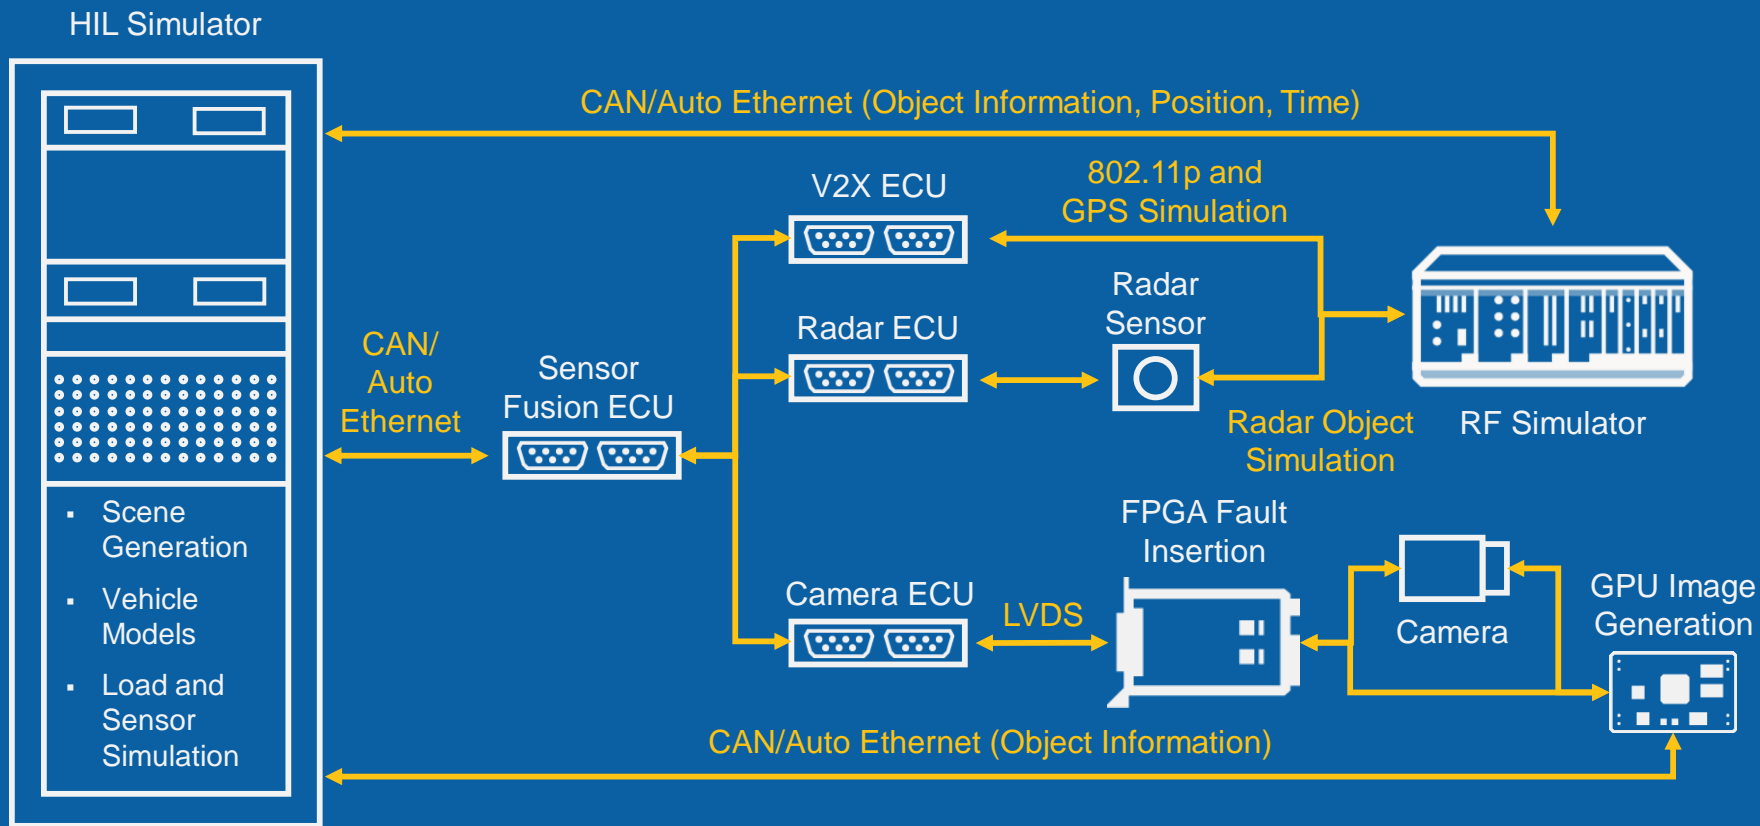 HIL Simulator
CAN/Auto Ethernet (Object Information, Position, Time)
V2X ECU
802.11p and
GPS Simulation
Radar ECU
Radar
Sensor
CAN/
Auto
Ethernet
Sensor
Fusion ECU
Radar Object
Simulation
RF Simulator
▪ Scene
Generation
▪ Vehicle
Models
▪ Load and
Sensor
Simulation
FPGA Fault
Insertion
Camera ECU
LVDS
Camera
GPU Image
Generation
CAN/Auto Ethernet (Object Information)